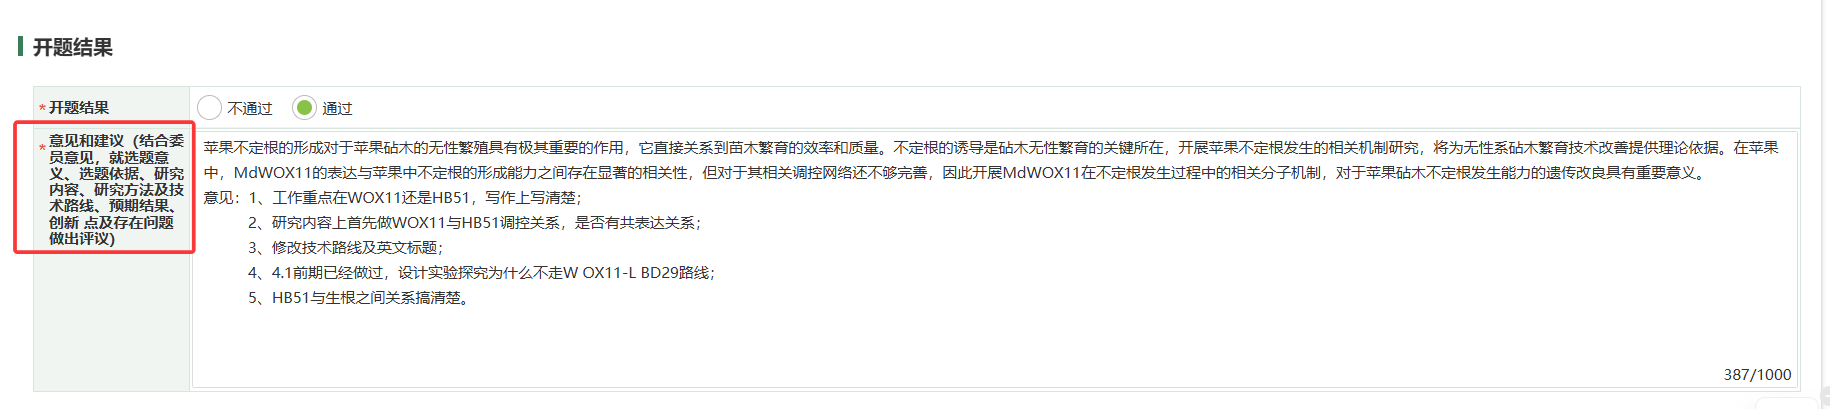 开题结果
* 开题结果
不通过 通过
* 意见和建议（结合委
员意见，就选题意
义、选题依据、研究
内容、研究方法及技
术路线、预期结果、
创新 点及存在问题
做出评议)
苹果不定根的形成对于苹果砧木的无性繁殖具有极其重要的作用，它直接关系到苗木繁育的效率和质量。不定根的诱导是砧木无性繁育的关键所在，开展苹果不定根发生的相关机制研究，将为无性系砧木繁育技术改善提供理论依据。在苹果
中，MdWOX11的表达与苹果中不定根的形成能力之间存在显著的相关性，但对于其相关调控网络还不够完善，因此开展MdWOX11在不定根发生过程中的相关分子机制，对于苹果砧木不定根发生能力的遗传改良具有重要意义。
意见：1、工作重点在WOX11还是HB51，写作上写清楚；
2、研究内容上首先做WOX11与HB51调控关系，是否有共表达关系；
3、修改技术路线及英文标题；
4、4.1前期已经做过，设计实验探究为什么不走W OX11-L BD29路线；
5、HB51与生根之间关系搞清楚。
387/1000